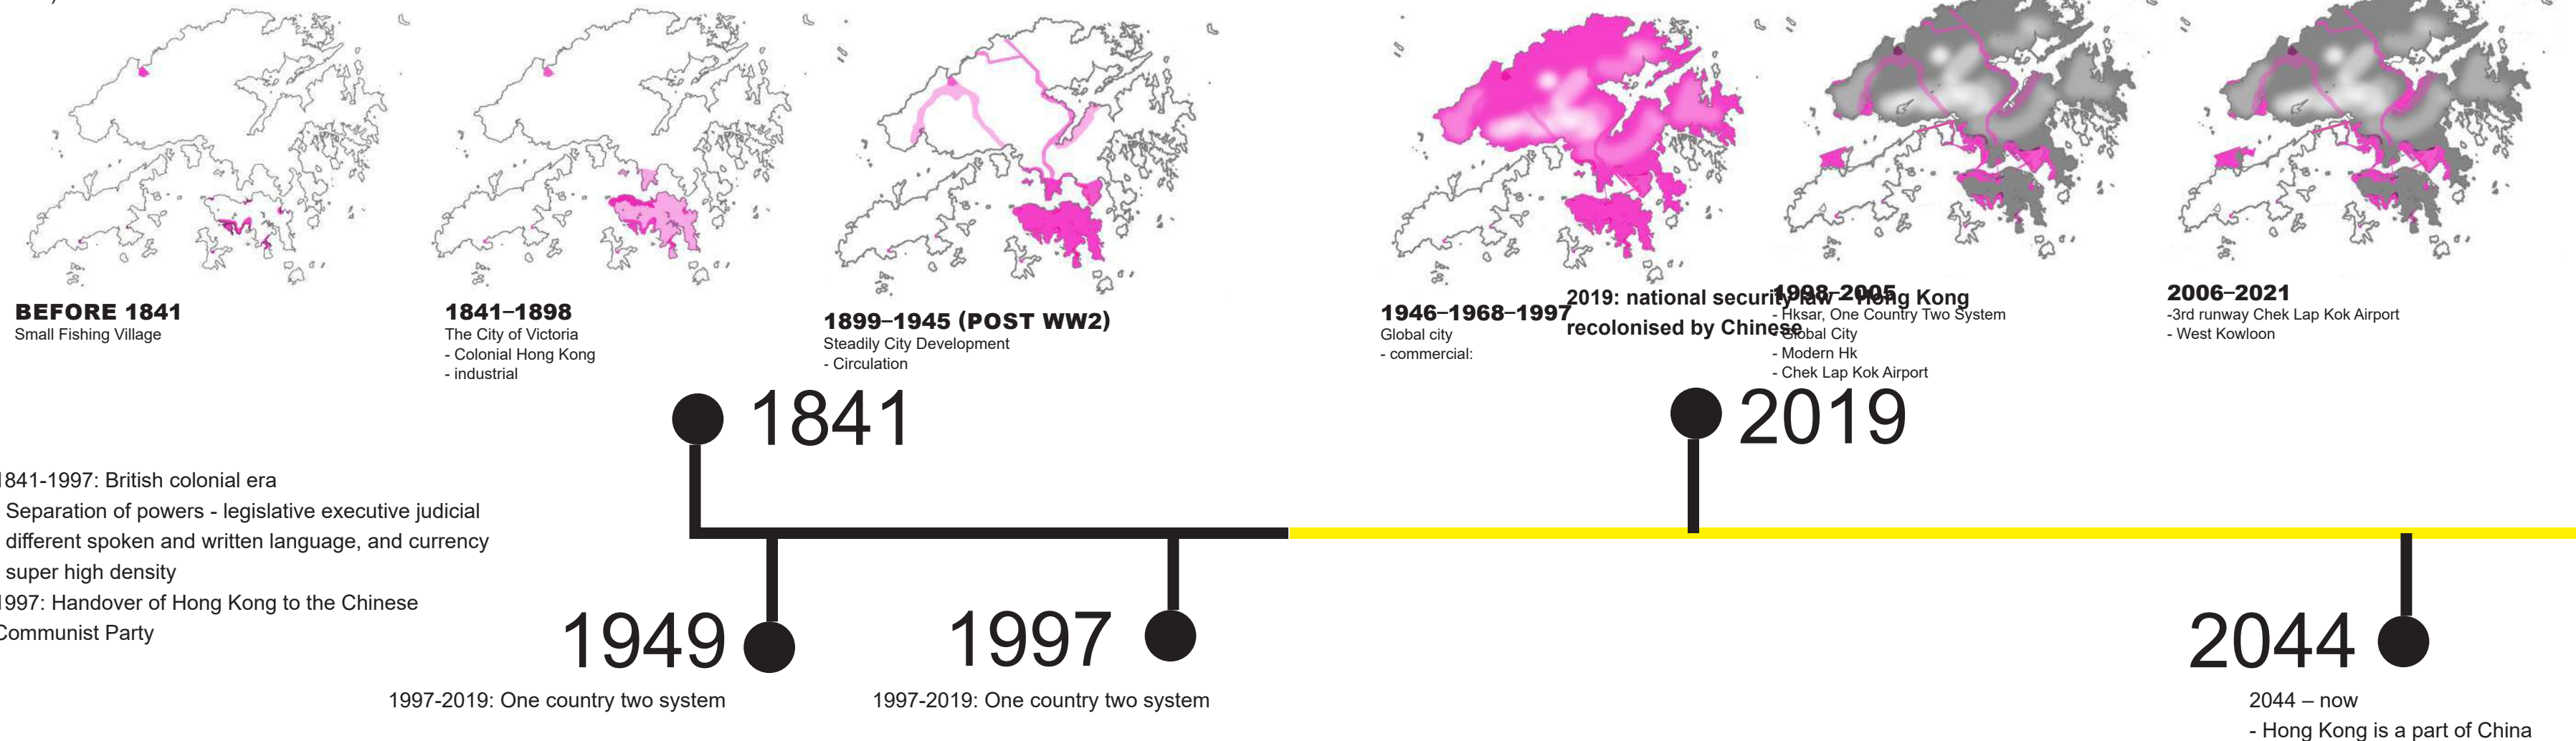 BEFORE 1841
Small Fishing Village
1841–1898
The City of Victoria
- Colonial Hong Kong
- industrial
1899–1945 (POST WW2)
Steadily City Development
- Circulation
1946–1968–1997
Global city
- commercial:
2019: national security law - Hong Kong
recolonised by Chinese
1998–2005
- Hksar, One Country Two System
- Global City
- Modern Hk
- Chek Lap Kok Airport
2006–2021
-3rd runway Chek Lap Kok Airport
- West Kowloon
1841
2019
1841-1997: British colonial era
Separation of powers - legislative executive judicial
different spoken and written language, and currency
super high density
1997: Handover of Hong Kong to the Chinese
Communist Party
1949
1997-2019: One country two system
1997
1997-2019: One country two system
2044
2044 – now
- Hong Kong is a part of China